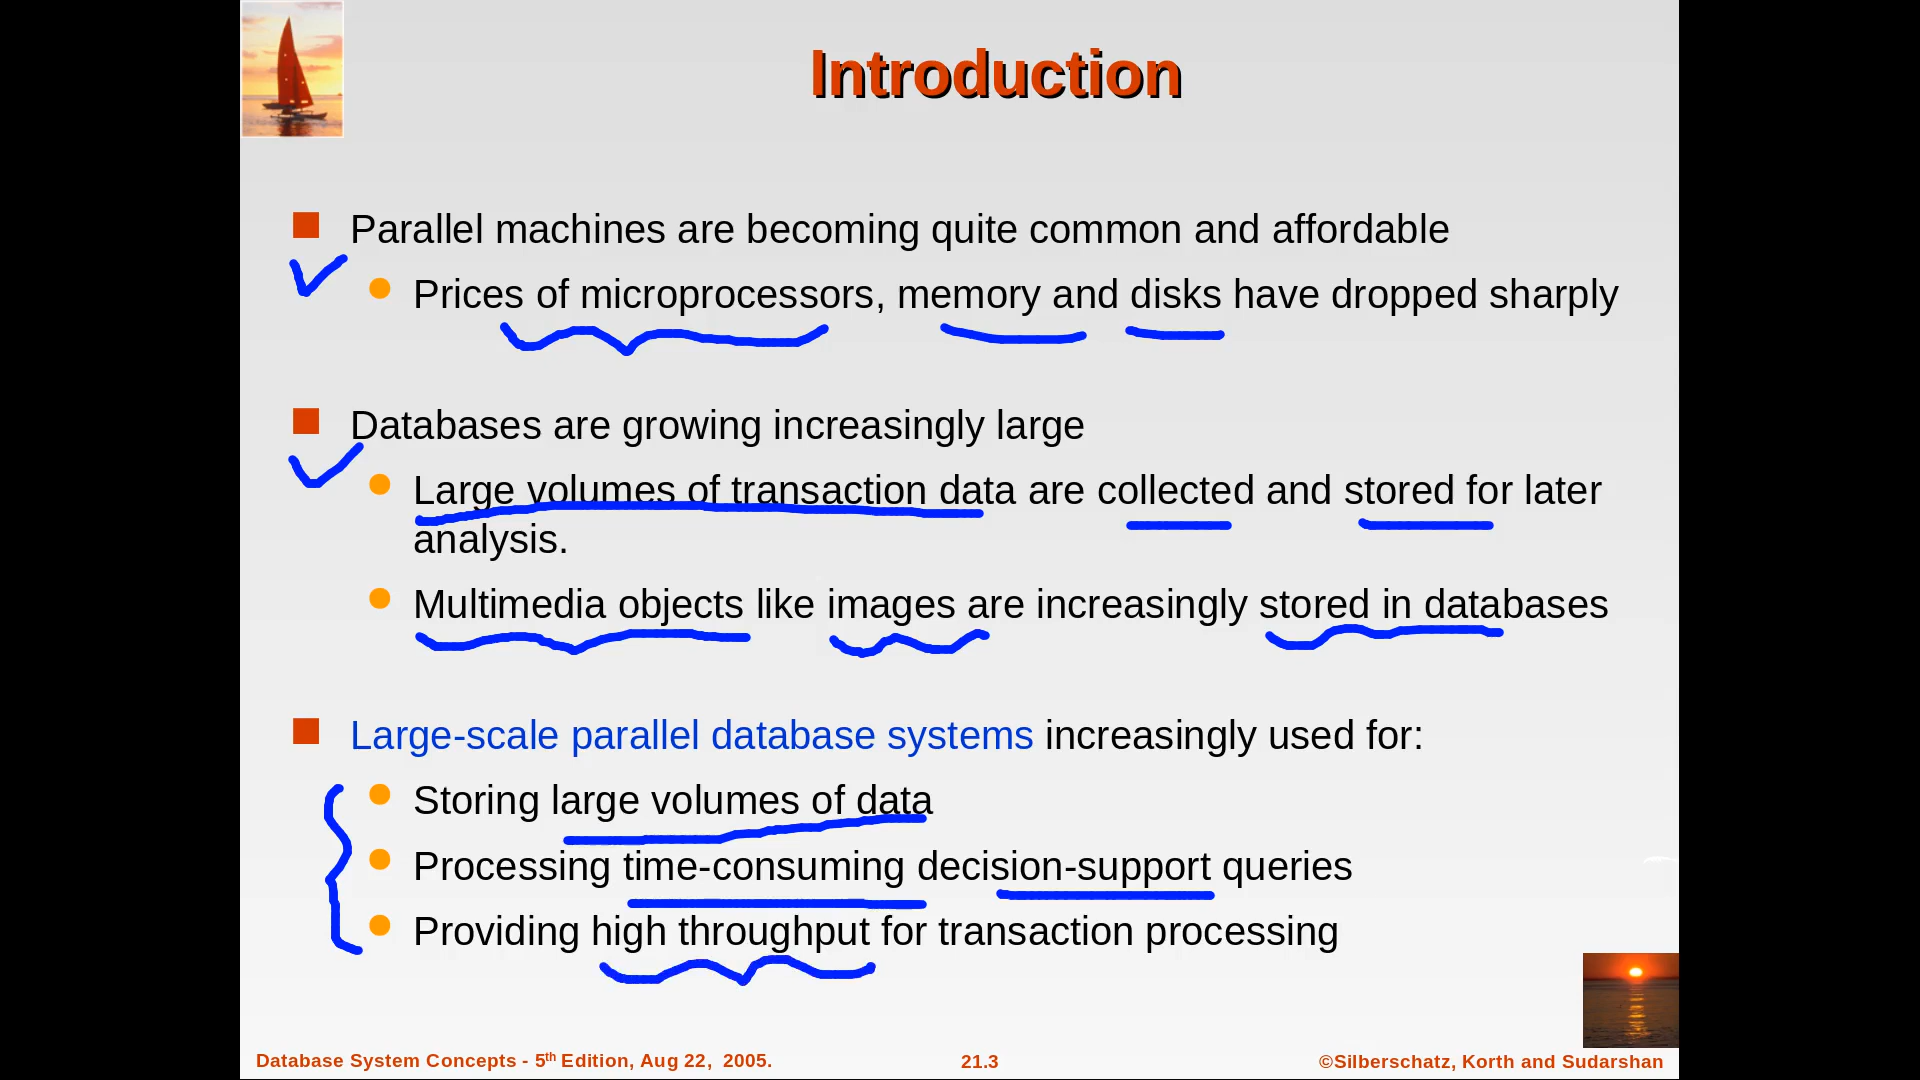 Introduction
Parallel machines are becoming quite common and affordable
Prices of microprocessors, memory and disks have dropped sharply
Databases are growing increasingly large
Large volumes of transaction data are collected and stored for later
analysis.
Multimedia objects like images are increasingly stored in databases
Large-scale parallel database systems increasingly used for:
Storing large volumes of data
Processing time-consuming decision-support queries
Providing high throughput for transaction processing
Database System Concepts - 5th Edition, Aug 22, 2005.
21.3
©Silberschatz, Korth and Sudarshan